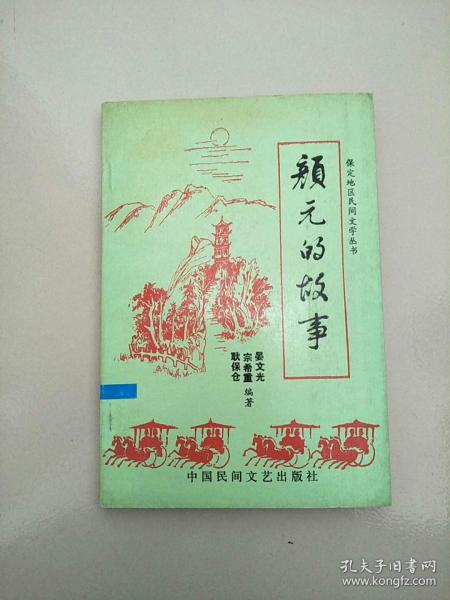 保定地区民间文学丛书
颜元的故事
晏文光
宗希重
耿保仓
编著
中国民间文艺出版社
孔夫子旧书网
www.kongfz.com